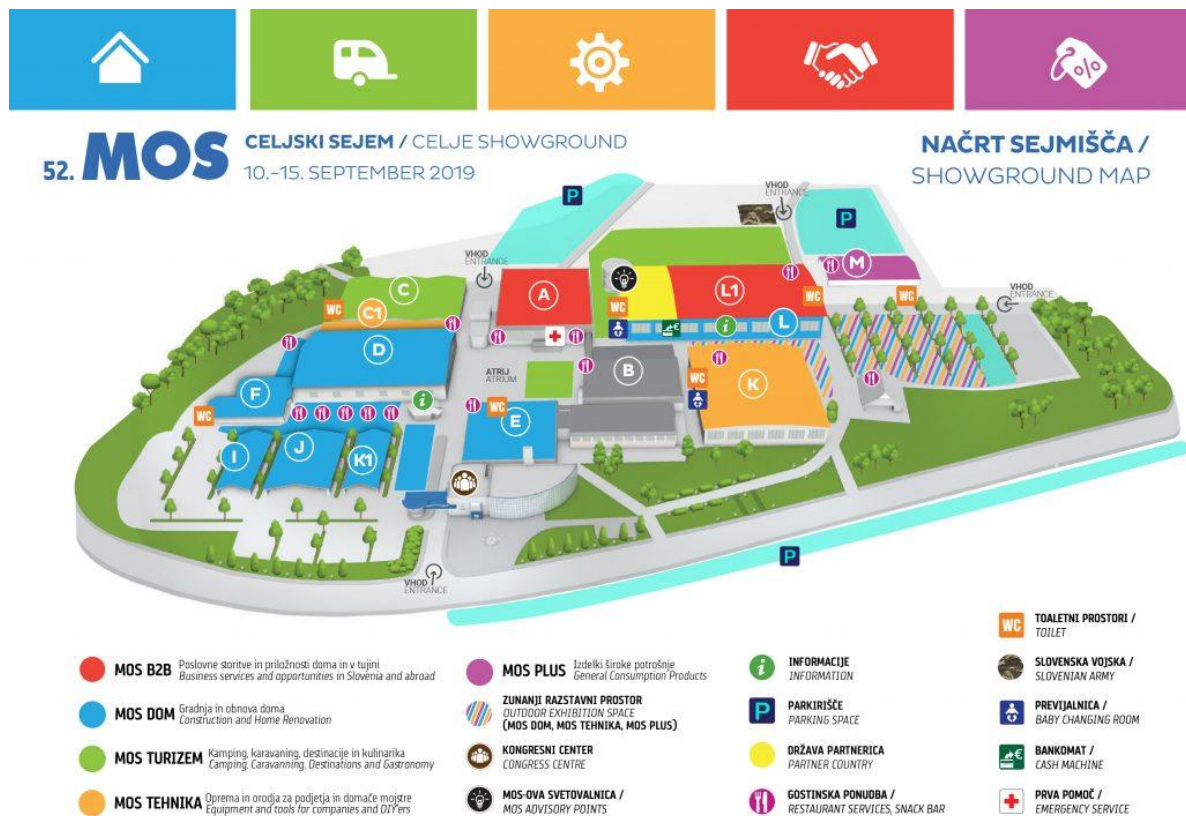 52. MOS
CELJSKI SEJEM / CELJE SHOWGROUND
10.-15. SEPTEMBER 2019
NAČRT SEJMIŠČA /
SHOWGROUND MAP
%
P
VHOD
ENTRANCE
P
VHOD
ENTRANCE
M
C
A
L1
VHOD
ENTRANCE
WC
C1
WC
WC
WC
i
L
D
ATRIJ
ATRIUM
B
K
WC
F
i
WC
E
WC
I
J
K1
P
VHOD
ENTRANCE
MOS B2B Poslovne storitve in priložnosti doma in v tujini
Business services and opportunities in Slovenia and abroad
MOS DOM Gradnja in obnova doma
Construction and Home Renovation
MOS TURIZEM Kamping, karavaning, destinacije in kulinarika
Camping, Caravanning, Destinations and Gastronomy
MOS TEHNIKA Oprema in orodja za podjetja in domače mojstre
Equipment and tools for companies and DIYers
MOS PLUS Izdelki široke potrošnje
General Consumption Products
ZUNANJI RAZSTAVNI PROSTOR
OUTDOOR EXHIBITION SPACE
(MOS DOM, MOS TEHNIKA, MOS PLUS)
KONGRESNI CENTER
CONGRESS CENTRE
MOS-OVA SVETOVALNICA /
MOS ADVISORY POINTS
i INFORMACIJE
INFORMATION
P PARKIRIŠČE
PARKING SPACE
DRŽAVA PARTNERICA
PARTNER COUNTRY
GOSTINSKA PONUDBA /
RESTAURANT SERVICES, SNACK BAR
WC TOALETNI PROSTORI /
TOILET
SLOVENSKA VOJSKA /
SLOVENIAN ARMY
PREVIJALNICA /
BABY CHANGING ROOM
€ BANKOMAT /
CASH MACHINE
PRVA POMOČ /
EMERGENCY SERVICE